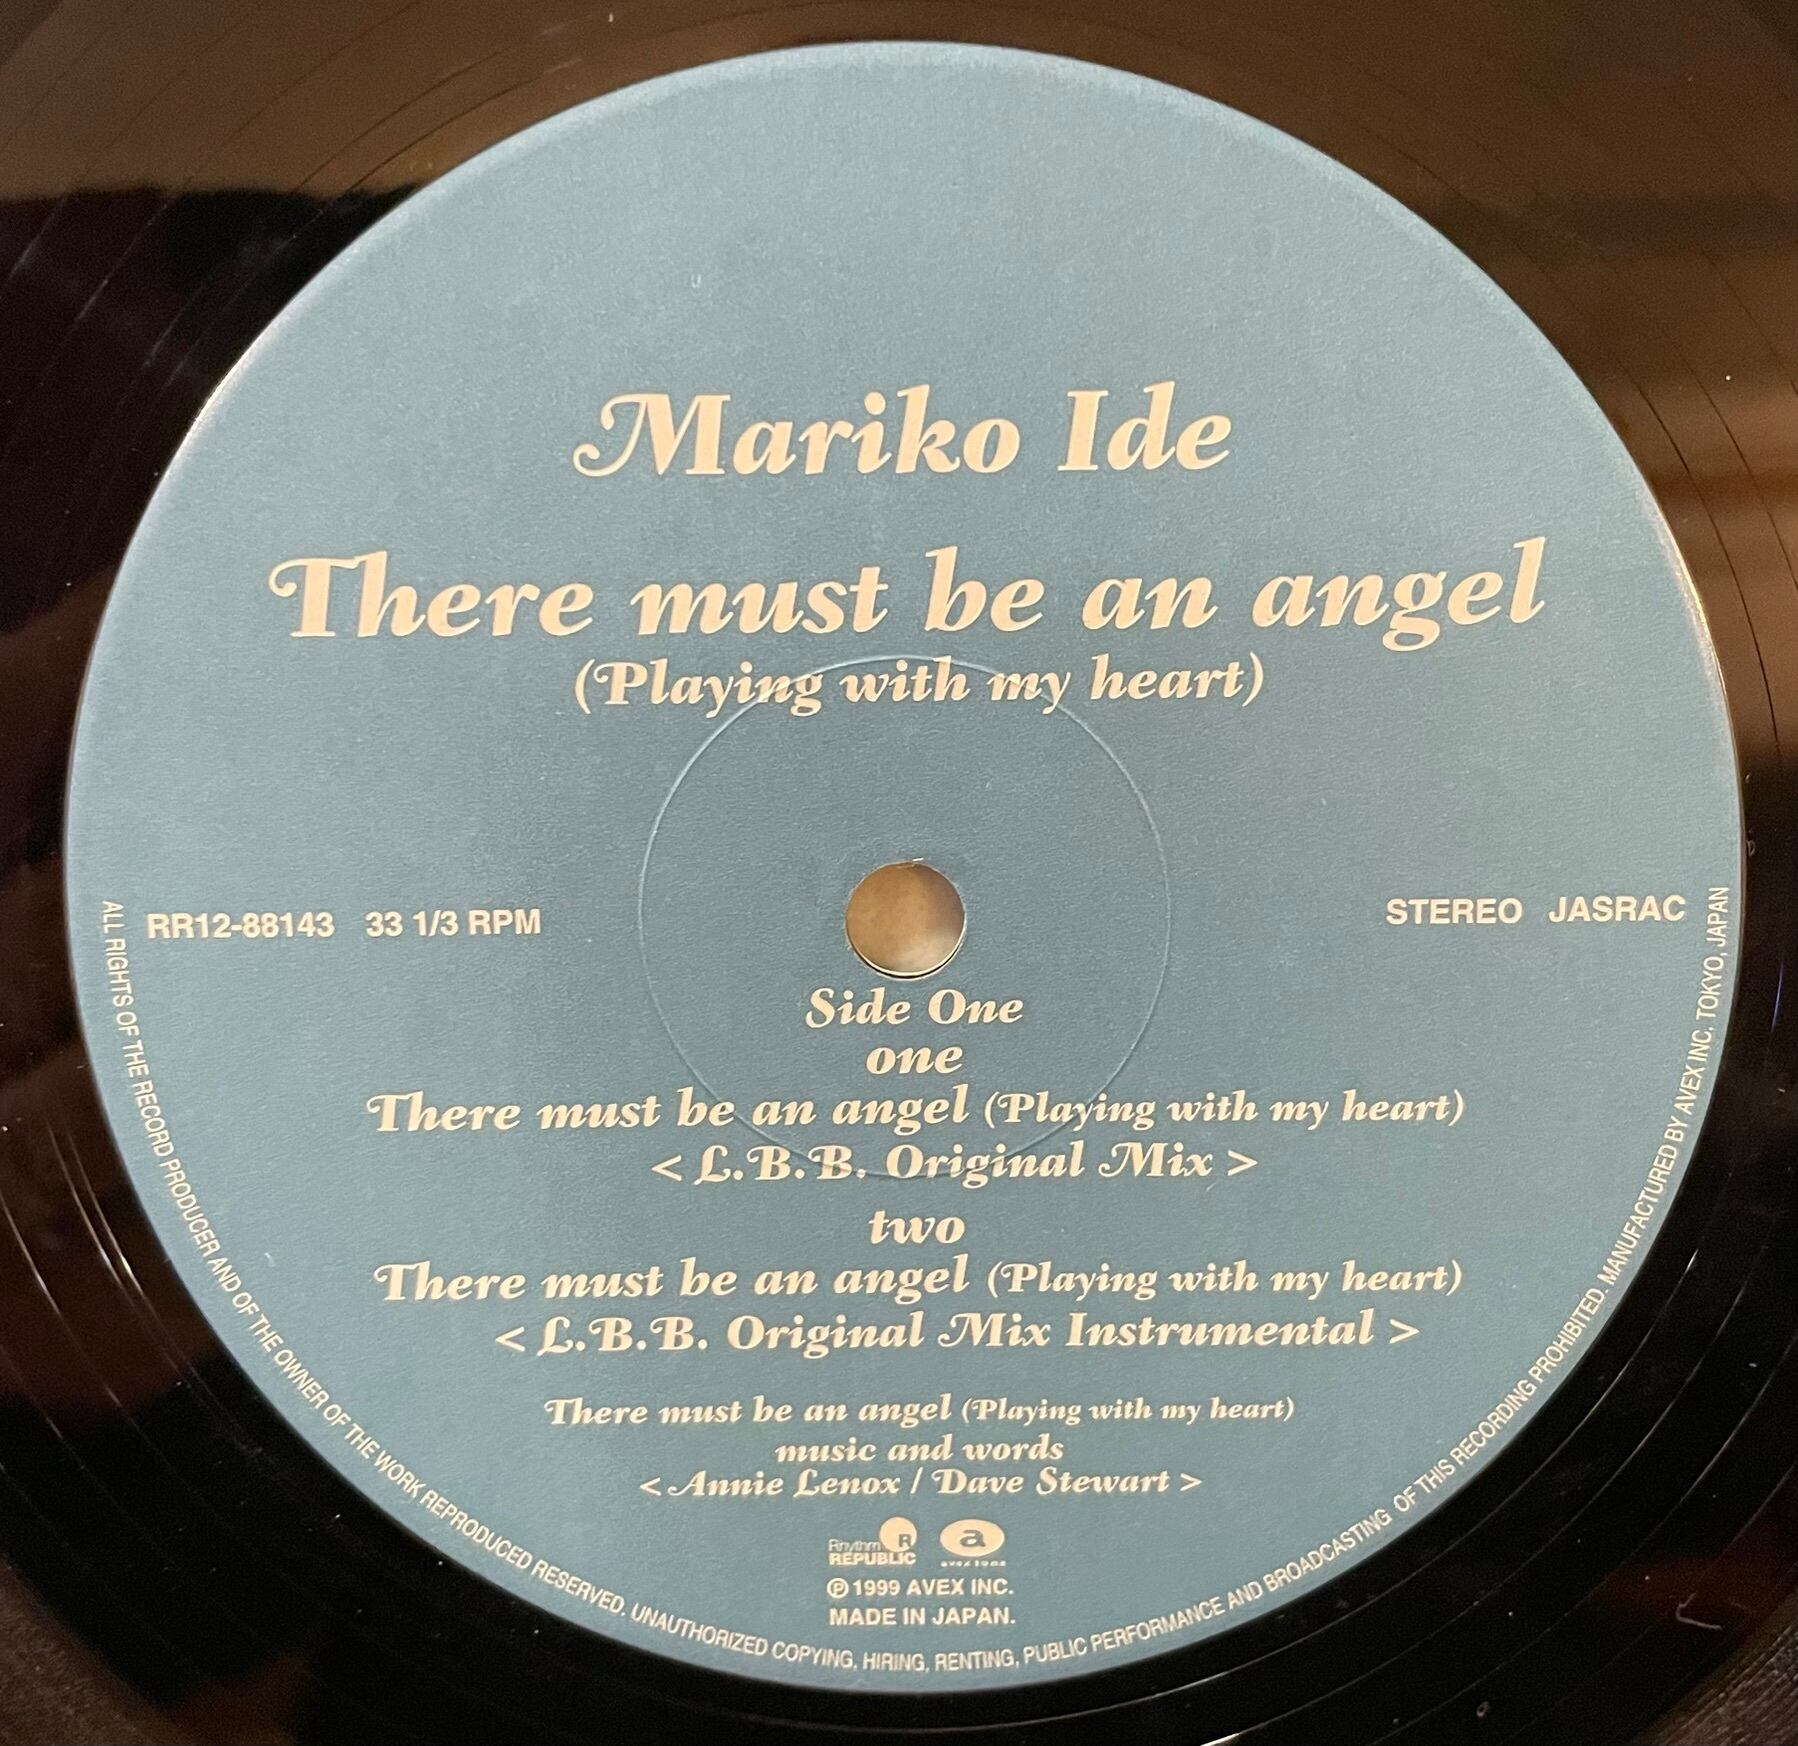 Mariko Ide
There must be an angel
(Playing with my heart)
RR12-88143 33 1/3 RPM
STEREO JASRAC
Side One
one
There must be an angel (Playing with my heart)
< L.B.B. Original Mix >
two
There must be an angel (Playing with my heart)
< L.B.B. Original Mix Instrumental >
There must be an angel (Playing with my heart)
music and words
< Annie Lenox / Dave Stewart >
Rhythm R
REPUBLIC
a
avex tune
Ⓟ 1999 AVEX INC.
MADE IN JAPAN.
ALL RIGHTS OF THE RECORD PRODUCER AND OF THE OWNER OF THE WORK REPRODUCED RESERVED. UNAUTHORIZED COPYING, HIRING, RENTING, PUBLIC PERFORMANCE AND BROADCASTING OF THIS RECORDING PROHIBITED. MANUFACTURED BY AVEX INC. TOKYO, JAPAN